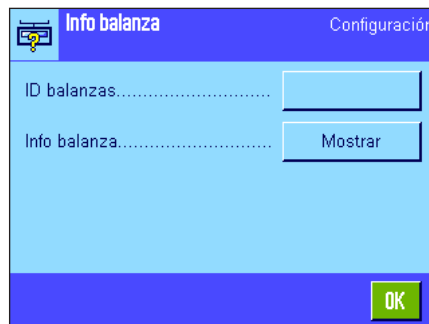 Info balanza Configuración
ID balanzas............................
Info balanza............................ Mostrar
OK